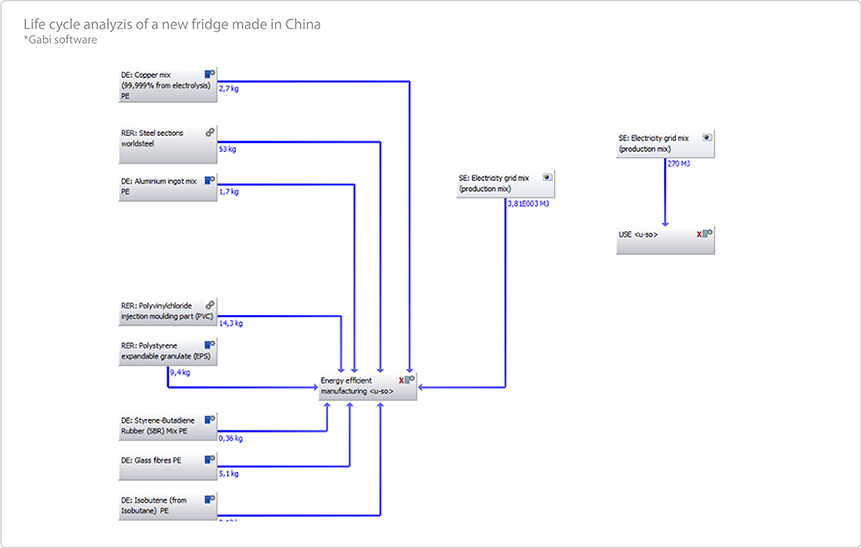 Life cycle analyzis of a new fridge made in China
*Gabi software
DE: Copper mix
(99,999% from electrolysis)
PE
2,7 kg
RER: Steel sections
worldsteel
53 kg
DE: Aluminium ingot mix
PE
1,7 kg
SE: Electricity grid mix
(production mix)
3,81E003 MJ
SE: Electricity grid mix
(production mix)
270 MJ
USE <u-so>
X
RER: Polyvinylchloride
injection moulding part (PVC)
14,3 kg
RER: Polystyrene
expandable granulate (EPS)
9,4 kg
Energy efficient
manufacturing <u-so>
X
DE: Styrene-Butadiene
Rubber (SBR) Mix PE
0,36 kg
DE: Glass fibres PE
5,1 kg
DE: Isobutene (from
Isobutane) PE